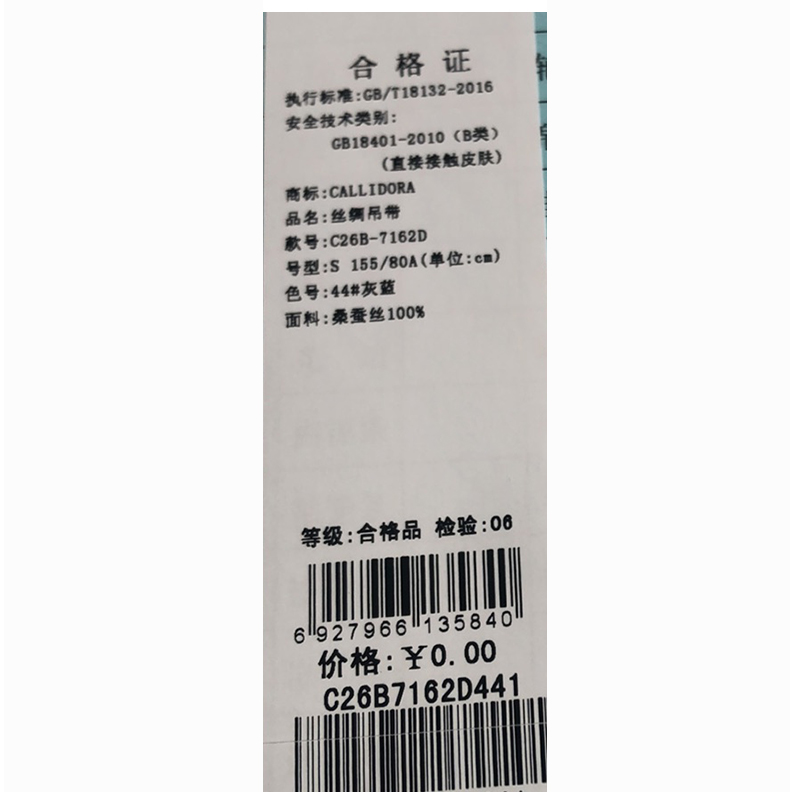 合格证
执行标准:GB/T18132-2016
安全技术类别:
GB18401-2010（B类）
(直接接触皮肤)
商标:CALLIDORA
品名:丝绸吊带
款号:C26B-7162D
号型:S 155/80A(单位:cm)
色号:44#灰蓝
面料:桑蚕丝100%
等级:合格品 检验:06
6 927966 135840
价格:¥0.00
C26B7162D441